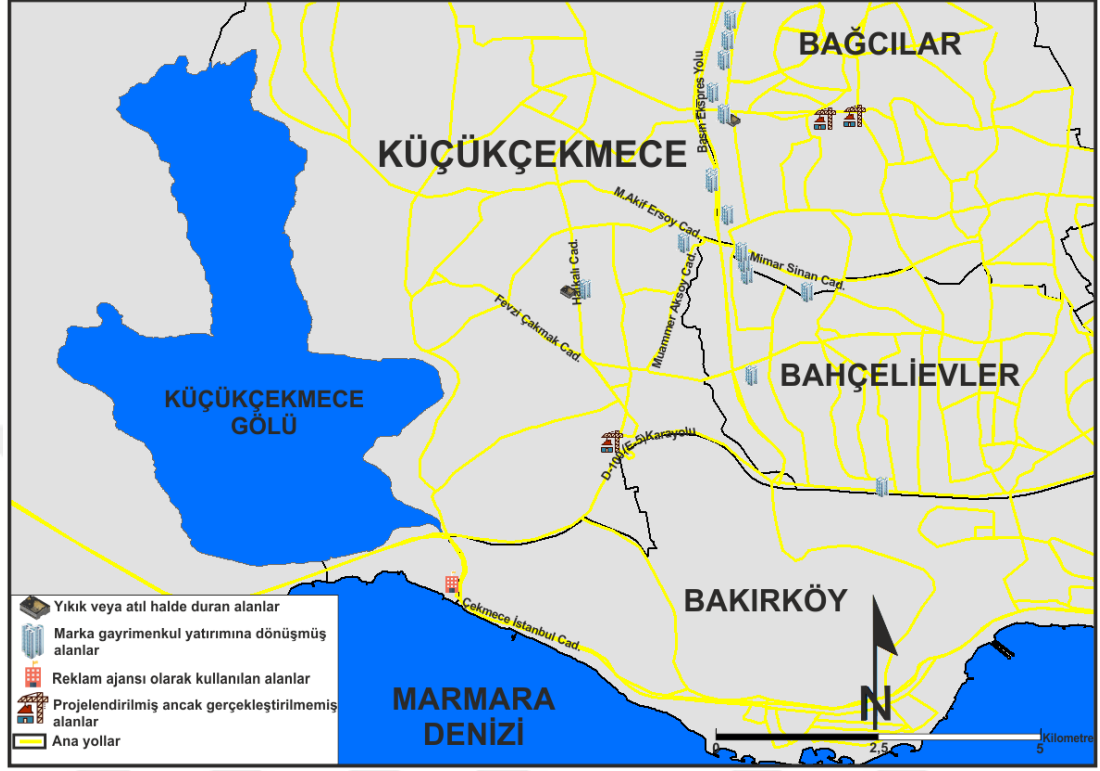 BAĞCILAR
Basın Ekspres Yolu
KÜÇÜKÇEKMECE
M.Akif Ersoy Cad.
Mimar Sinan Cad.
Halkalı Cad.
Muammer Aksoy Cad.
Fevzi Çakmak Cad.
BAHÇELİEVLER
KÜÇÜKÇEKMECE
GÖLÜ
D-100(E.5)Karayolu
BAKIRKÖY
Çekmece İstanbul Cad.
MARMARA
DENİZİ
Yıkık veya atıl halde duran alanlar
Marka gayrimenkul yatırımına dönüşmüş
alanlar
Reklam ajansı olarak kullanılan alanlar
Projelendirilmiş ancak gerçekleştirilmemiş
alanlar
Ana yollar
N
Kilometre
0 2,5 5